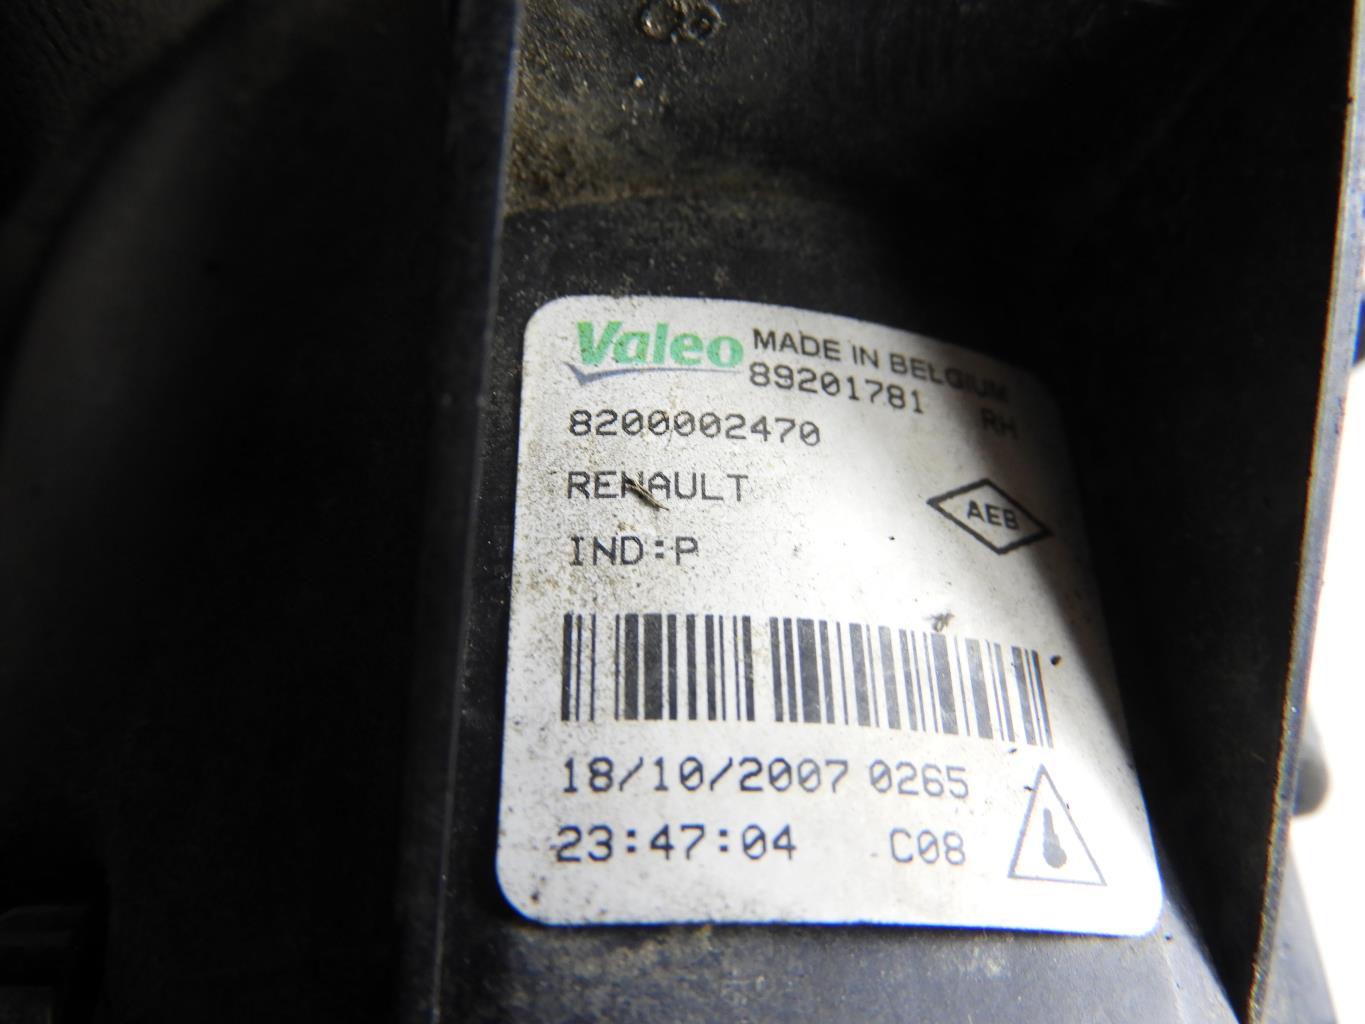 Valeo MADE IN BELGIUM
89201781 RH
8200002470
RENAULT
AEB
IND:P
18/10/2007 0265
23:47:04 C08